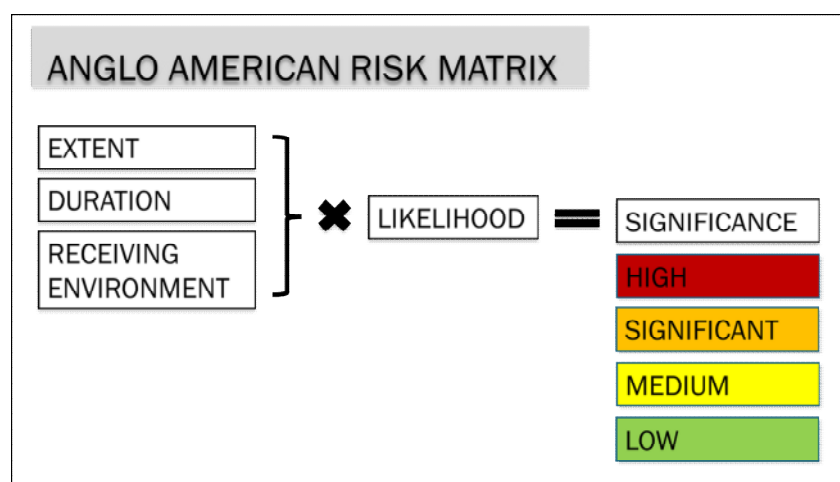 ANGLO AMERICAN RISK MATRIX
EXTENT
DURATION
RECEIVING
ENVIRONMENT
LIKELIHOOD
SIGNIFICANCE
HIGH
SIGNIFICANT
MEDIUM
LOW